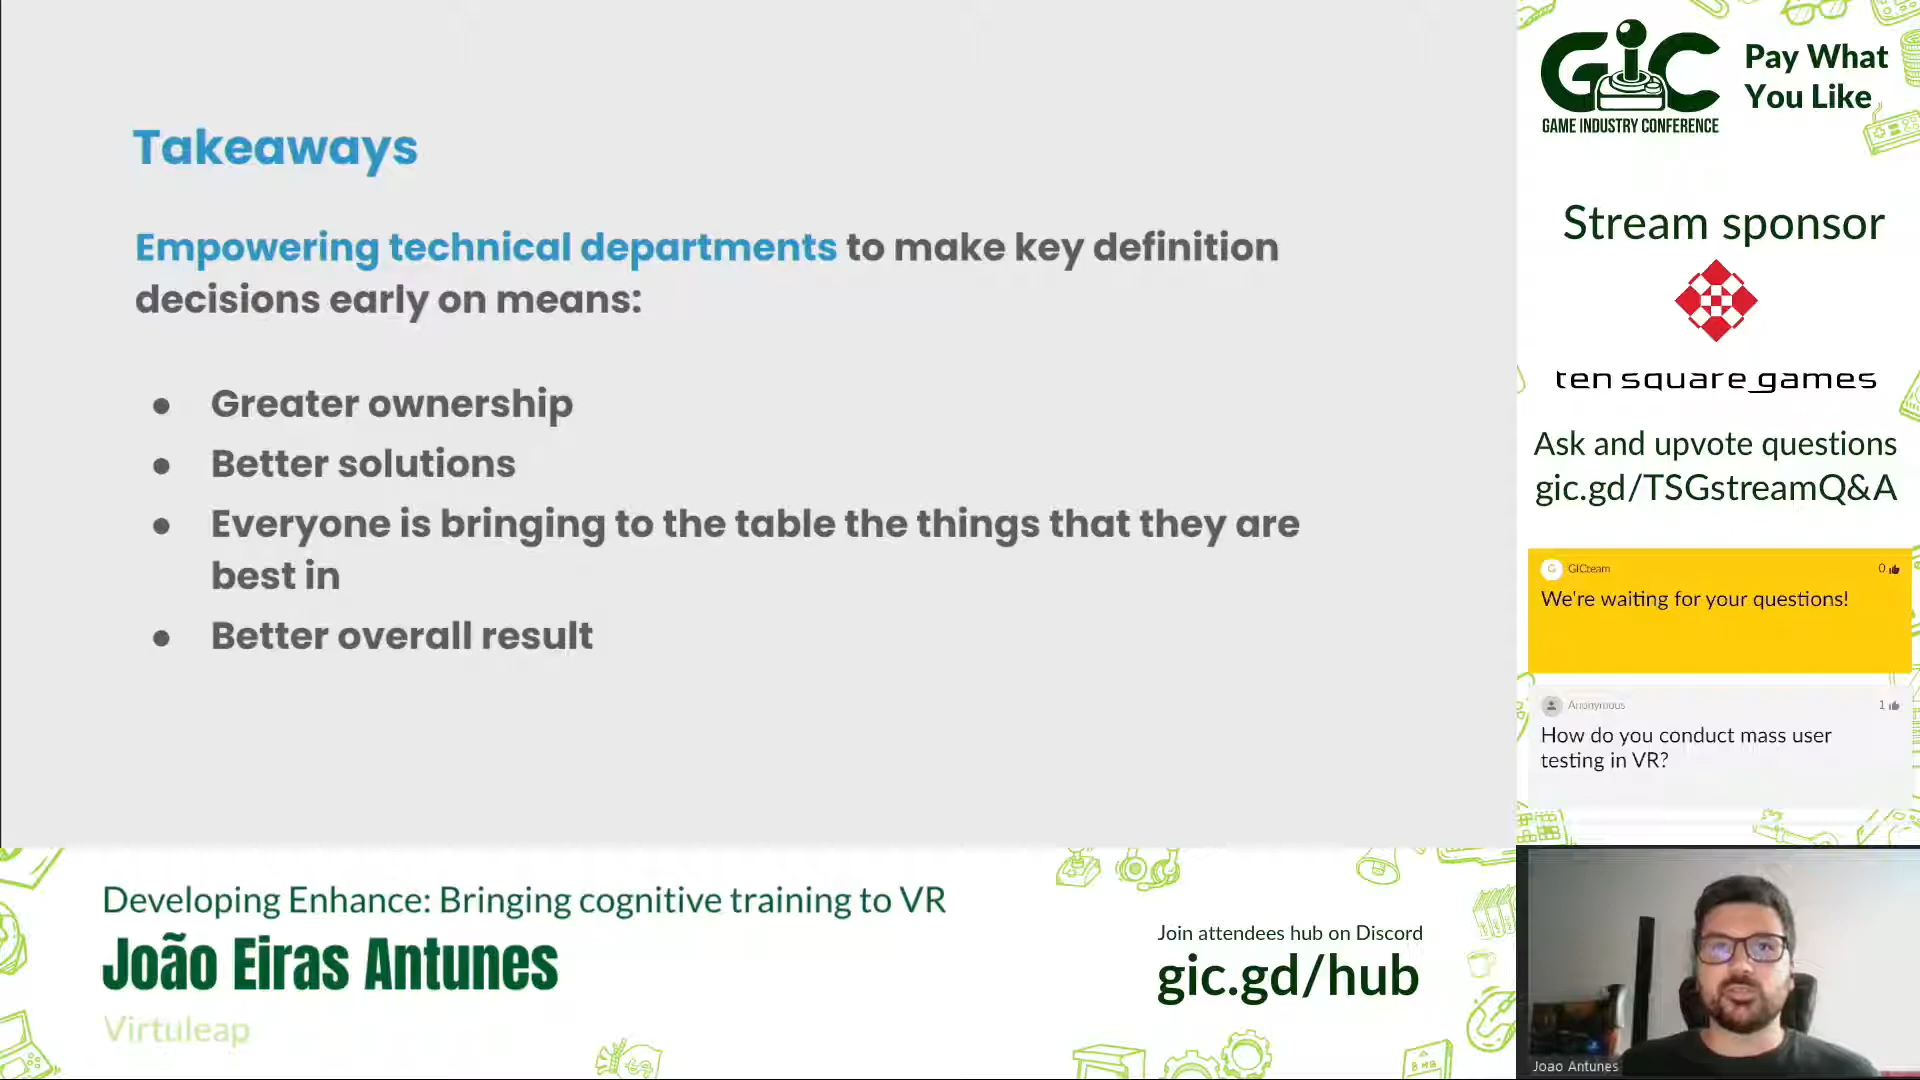 Takeaways
Empowering technical departments to make key definition
decisions early on means:
● Greater ownership
● Better solutions
● Everyone is bringing to the table the things that they are
best in
● Better overall result
GIC
GAME INDUSTRY CONFERENCE
Pay What
You Like
Stream sponsor
ten square games
Ask and upvote questions
gic.gd/TSGstreamQ&A
G GICteam 0
We're waiting for your questions!
Anonymous 1
How do you conduct mass user
testing in VR?
Developing Enhance: Bringing cognitive training to VR
João Eiras Antunes
Virtuleap
Join attendees hub on Discord
gic.gd/hub
Joao Antunes